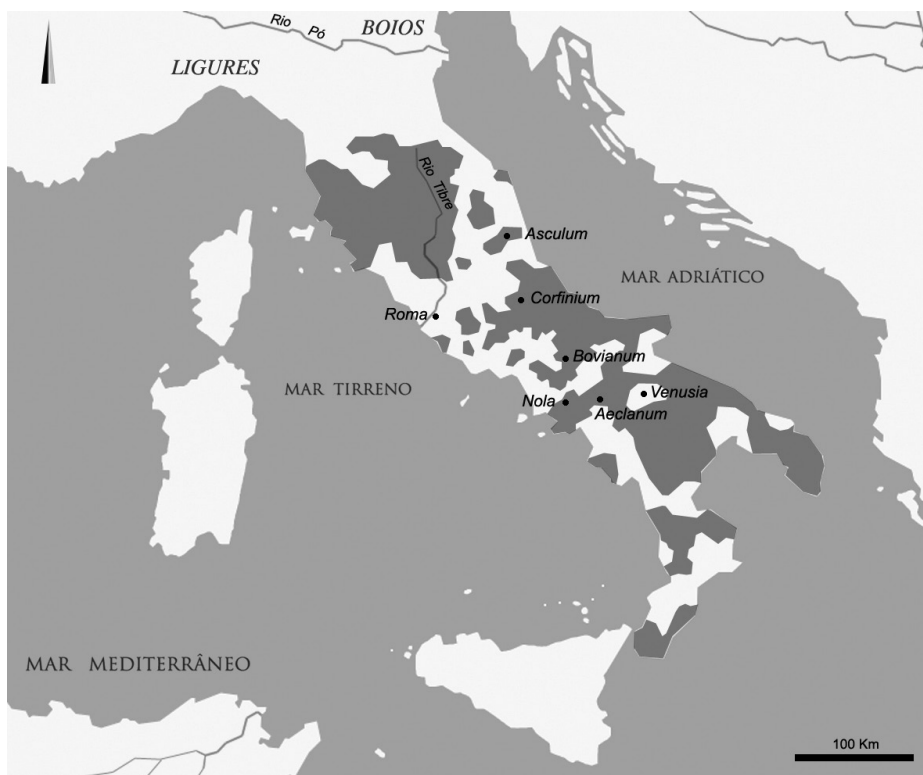 Rio
Pó
BOIOS
LIGURES
Rio Tibre
Asculum
MAR ADRIÁTICO
Corfinium
Roma
Bovianum
MAR TIRRENO
Venusia
Nola
Aeclanum
MAR MEDITERRÂNEO
100 Km